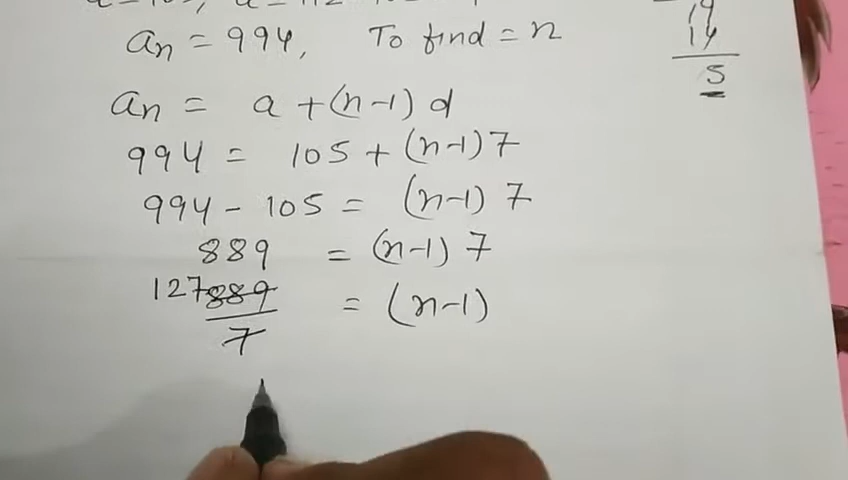 an = 994, To find = n
an = a + (n-1) d
994 = 105 + (n-1) 7
994 - 105 = (n-1) 7
889 = (n-1) 7
127 889 = (n-1)
7
19
14
5